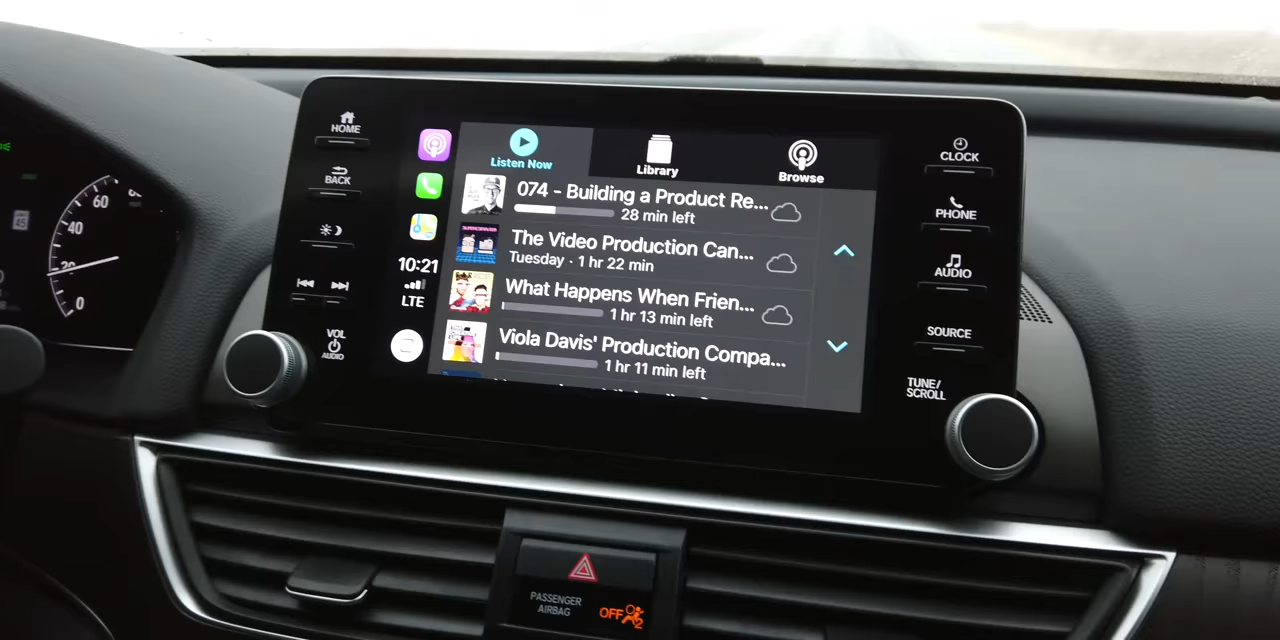 60
40
20
0
LIMIT
45
HOME
BACK
VOL
AUDIO
10:21
LTE
Listen Now
Library
Browse
074 - Building a Product Re...
28 min left
The Video Production Can...
Tuesday · 1 hr 22 min
What Happens When Frien...
1 hr 13 min left
Viola Davis' Production Compa...
1 hr 11 min left
CLOCK
PHONE
AUDIO
SOURCE
TUNE/
SCROLL
PASSENGER
AIRBAG
OFF
2